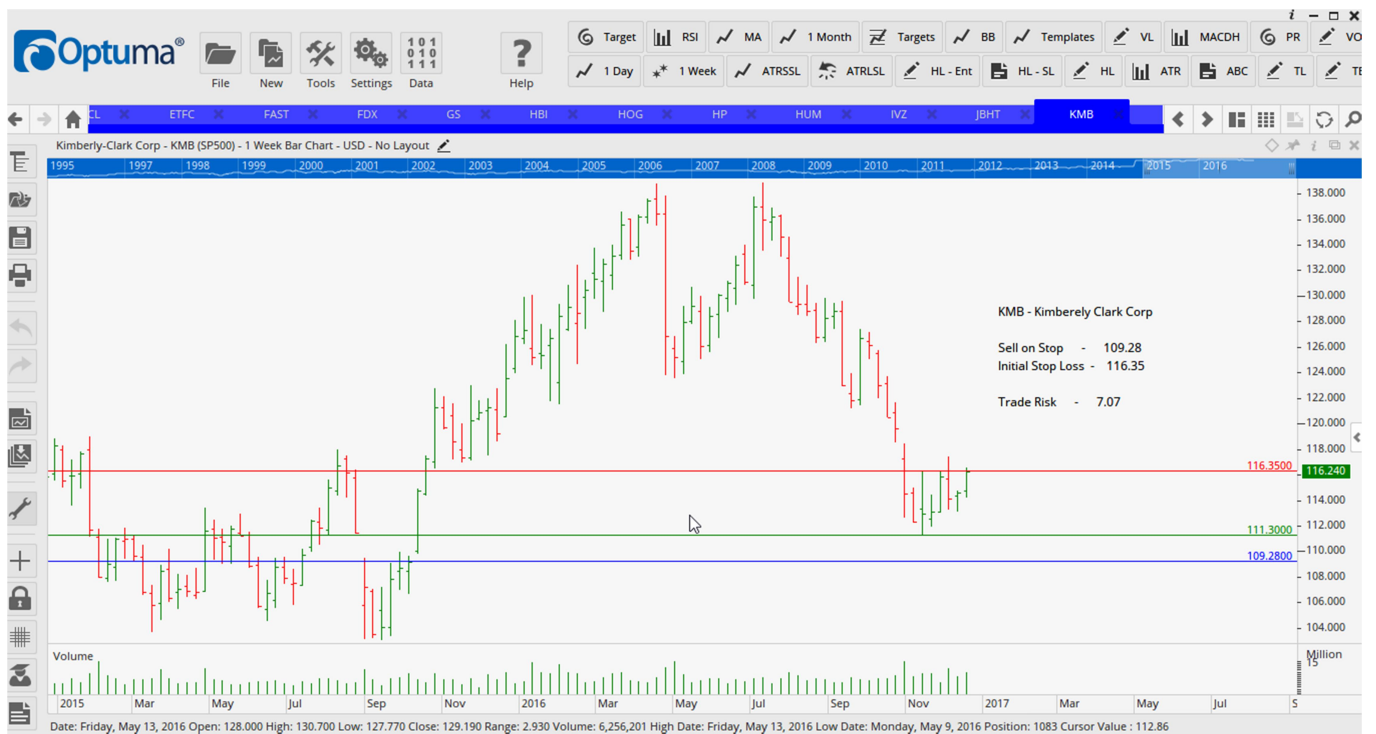 i
Optuma®
File
New
Tools
Settings
101
010
111
Data
?
Help
Target RSI MA 1 Month Targets BB Templates VL MACDH PR VO
1 Day 1 Week ATRSSL ATRLSL HL - Ent HL - SL HL ATR ABC TL TE
CL ETFC FAST FDX GS HBI HOG HP HUM IVZ JBHT KMB
Kimberly-Clark Corp - KMB (SP500) - 1 Week Bar Chart - USD - No Layout
i
1995 1997 1998 1999 2000 2001 2002 2003 2004 2005 2006 2007 2008 2009 2010 2011 2012 2013 2014 2015 2016
138.000
136.000
134.000
132.000
130.000
128.000
126.000
124.000
122.000
120.000
118.000
116.240
114.000
112.000
110.000
108.000
106.000
104.000
KMB - Kimberely Clark Corp
Sell on Stop - 109.28
Initial Stop Loss - 116.35
Trade Risk - 7.07
116.3500
111.3000
109.2800
Volume
Million
15
2015 Mar May Jul Sep Nov 2016 Mar May Jul Sep Nov 2017 Mar May Jul S
Date: Friday, May 13, 2016 Open: 128.000 High: 130.700 Low: 127.770 Close: 129.190 Range: 2.930 Volume: 6,256,201 High Date: Friday, May 13, 2016 Low Date: Monday, May 9, 2016 Position: 1083 Cursor Value : 112.86